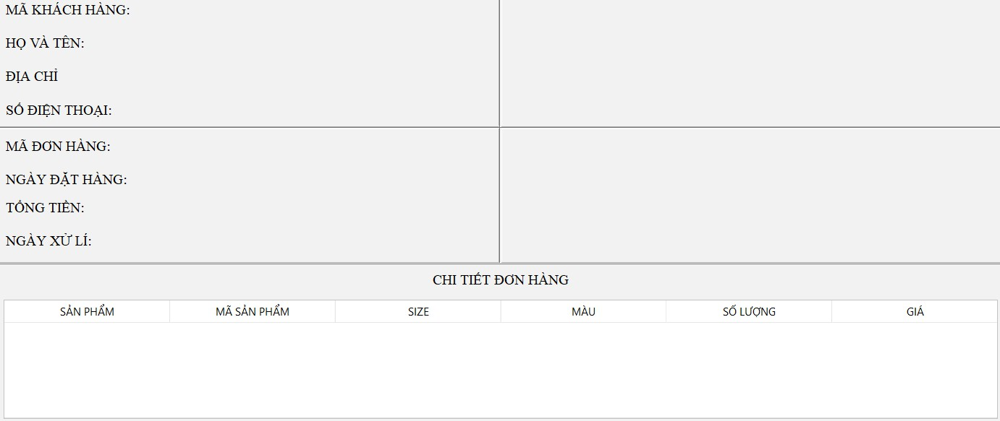 MÃ KHÁCH HÀNG:
HỌ VÀ TÊN:
ĐỊA CHỈ
SỐ ĐIỆN THOẠI:
MÃ ĐƠN HÀNG:
NGÀY ĐẶT HÀNG:
TỔNG TIỀN:
NGÀY XỬ LÍ:
CHI TIẾT ĐƠN HÀNG
SẢN PHẨM MÃ SẢN PHẨM SIZE MÀU SỐ LƯỢNG GIÁ